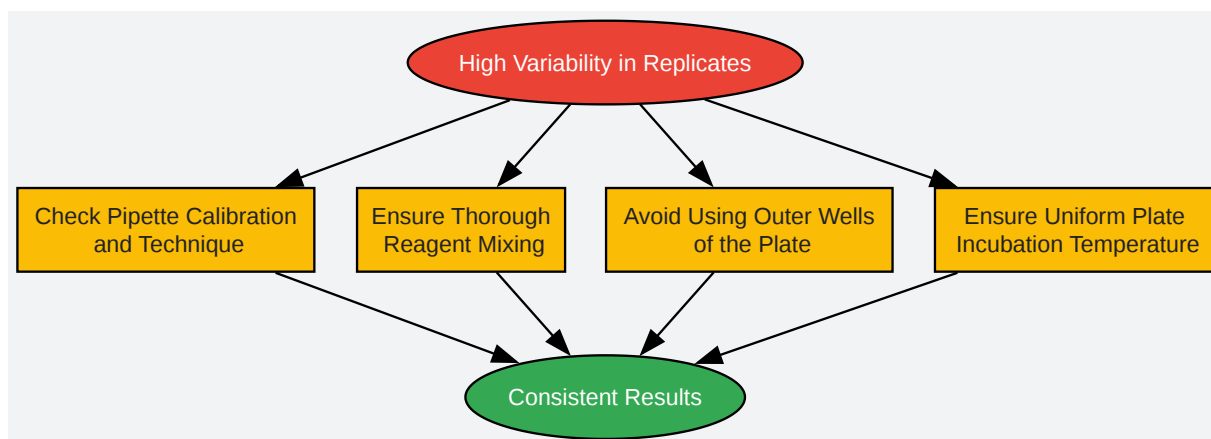 High Variability in Replicates
Check Pipette Calibration
and Technique
Ensure Thorough
Reagent Mixing
Avoid Using Outer Wells
of the Plate
Ensure Uniform Plate
Incubation Temperature
Consistent Results